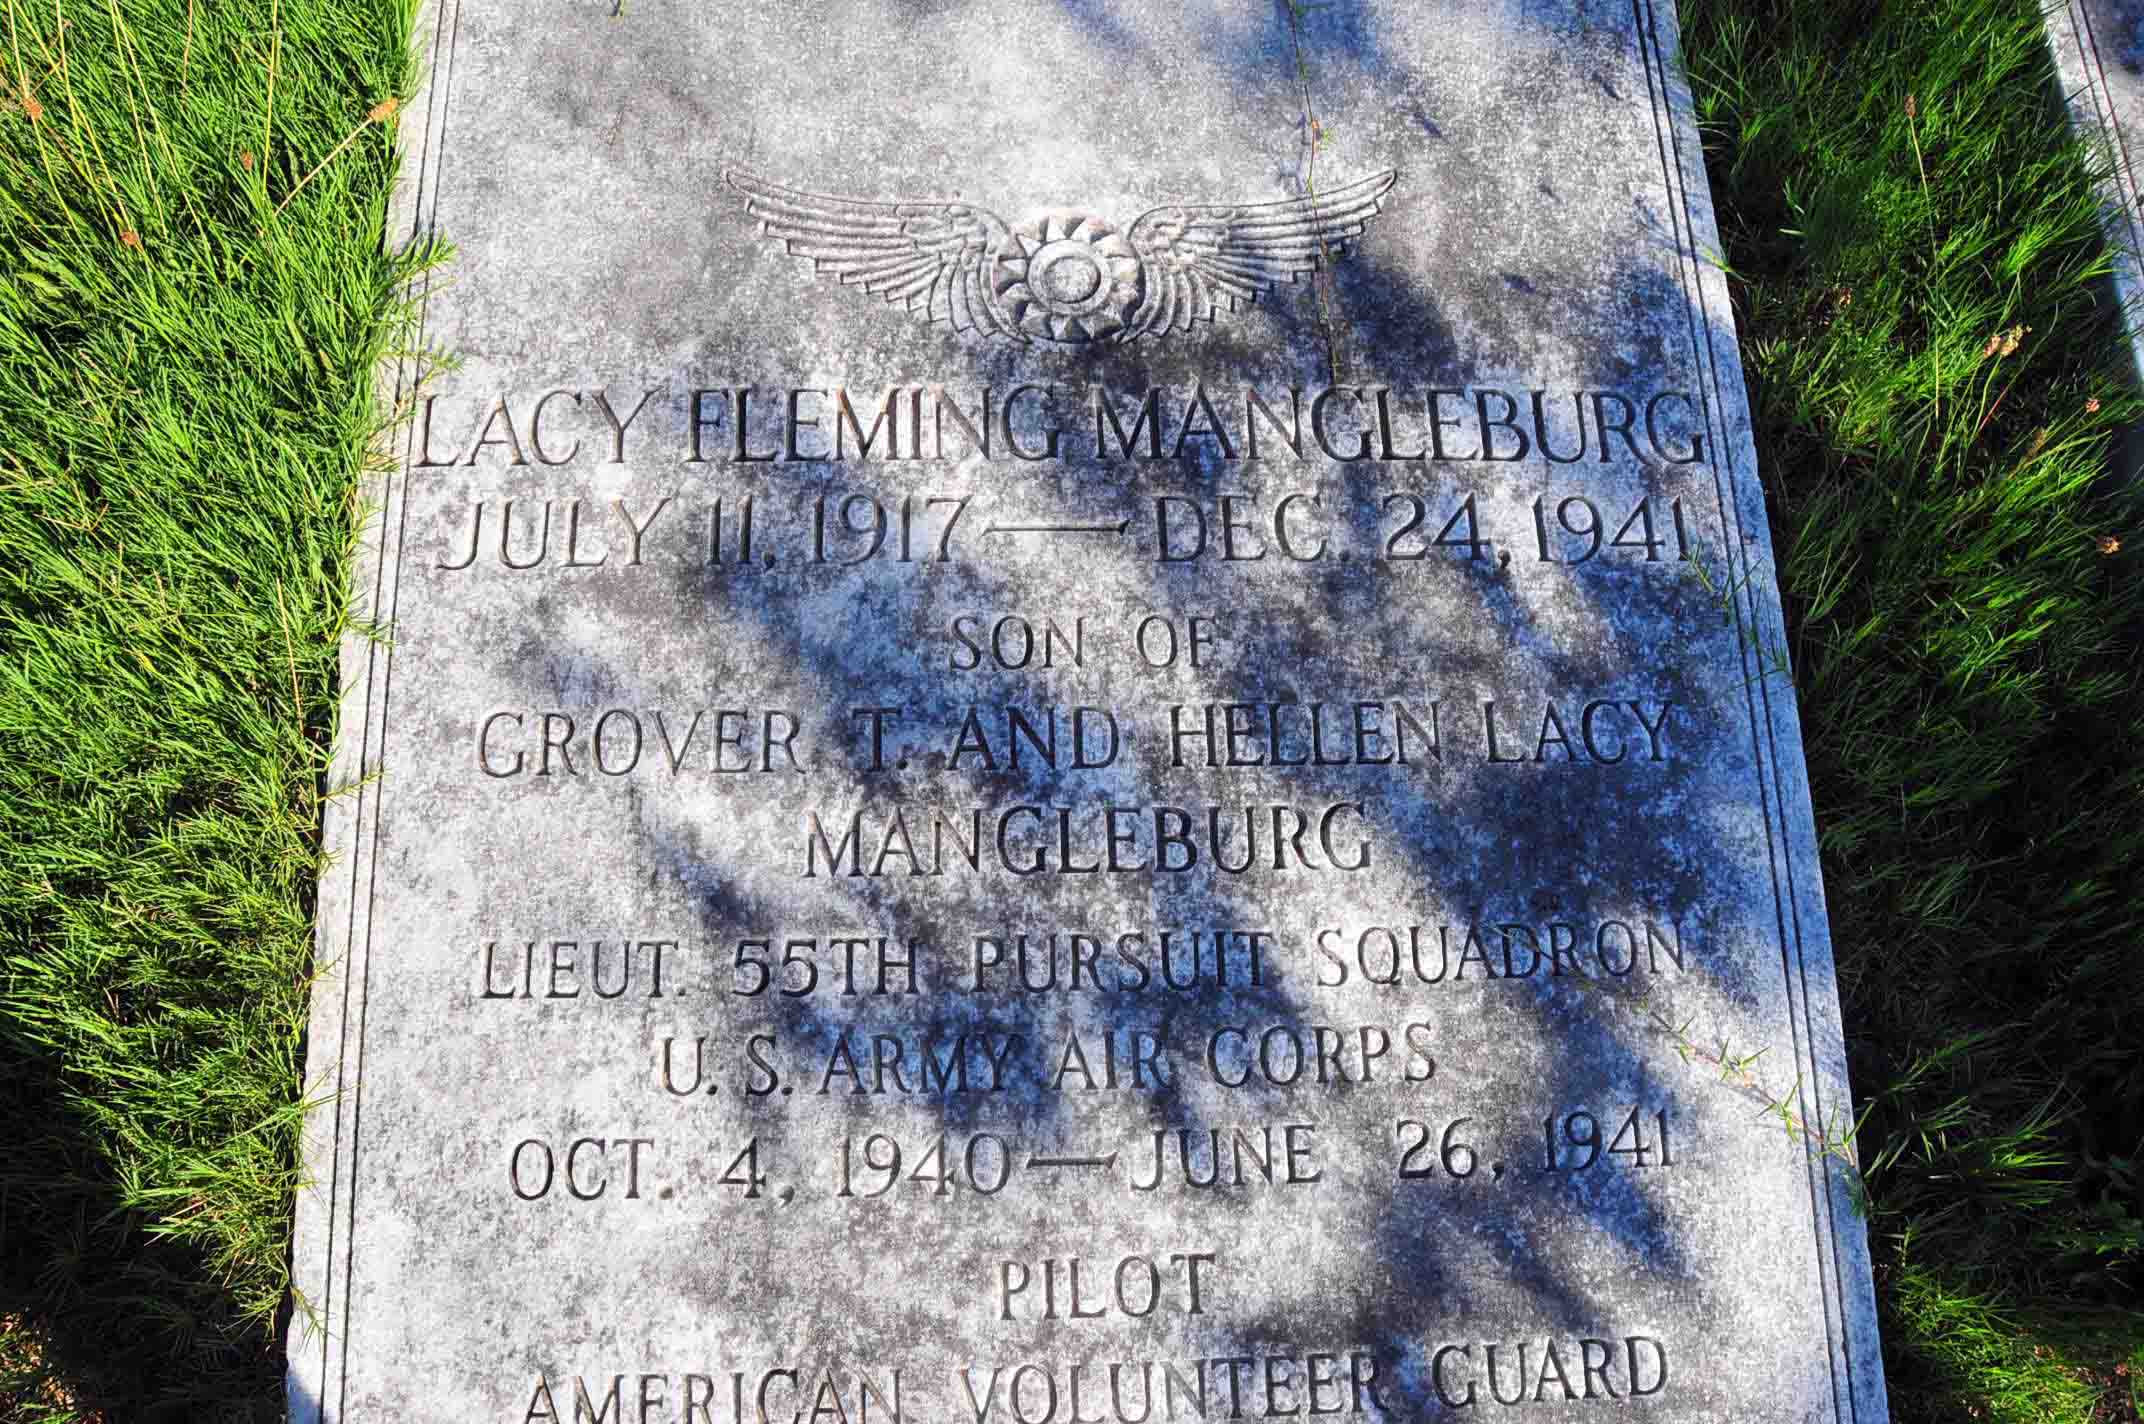 LACY FLEMING MANGLEBURG
JULY 11, 1917 — DEC. 24, 1941
SON OF
GROVER T. AND HELLEN LACY
MANGLEBURG
LIEUT. 55TH PURSUIT SQUADRON
U. S. ARMY AIR CORPS
OCT. 4, 1940 — JUNE 26, 1941
PILOT
AMERICAN VOLUNTEER GUARD